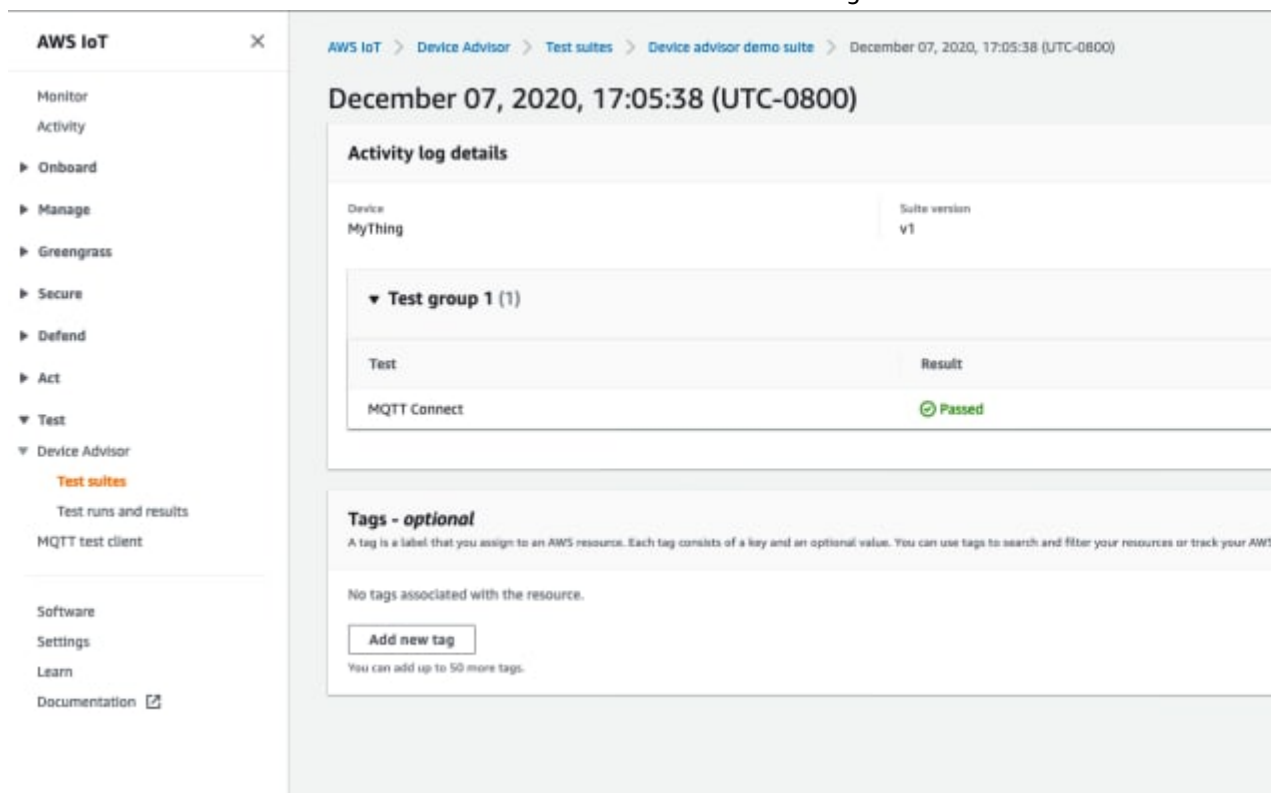 AWS IoT
AWS IoT > Device Advisor > Test suites > Device advisor demo suite > December 07, 2020, 17:05:38 (UTC-0800)
Monitor
Activity
Onboard
Manage
Greengrass
Secure
Defend
Act
Test
Device Advisor
Test suites
Test runs and results
MQTT test client
Software
Settings
Learn
Documentation
December 07, 2020, 17:05:38 (UTC-0800)
Activity log details
Device
MyThing
Suite version
v1
Test group 1 (1)
Test Result
MQTT Connect Passed
Tags - optional
A tag is a label that you assign to an AWS resource. Each tag consists of a key and an optional value. You can use tags to search and filter your resources or track your AWS
No tags associated with the resource.
Add new tag
You can add up to 50 more tags.